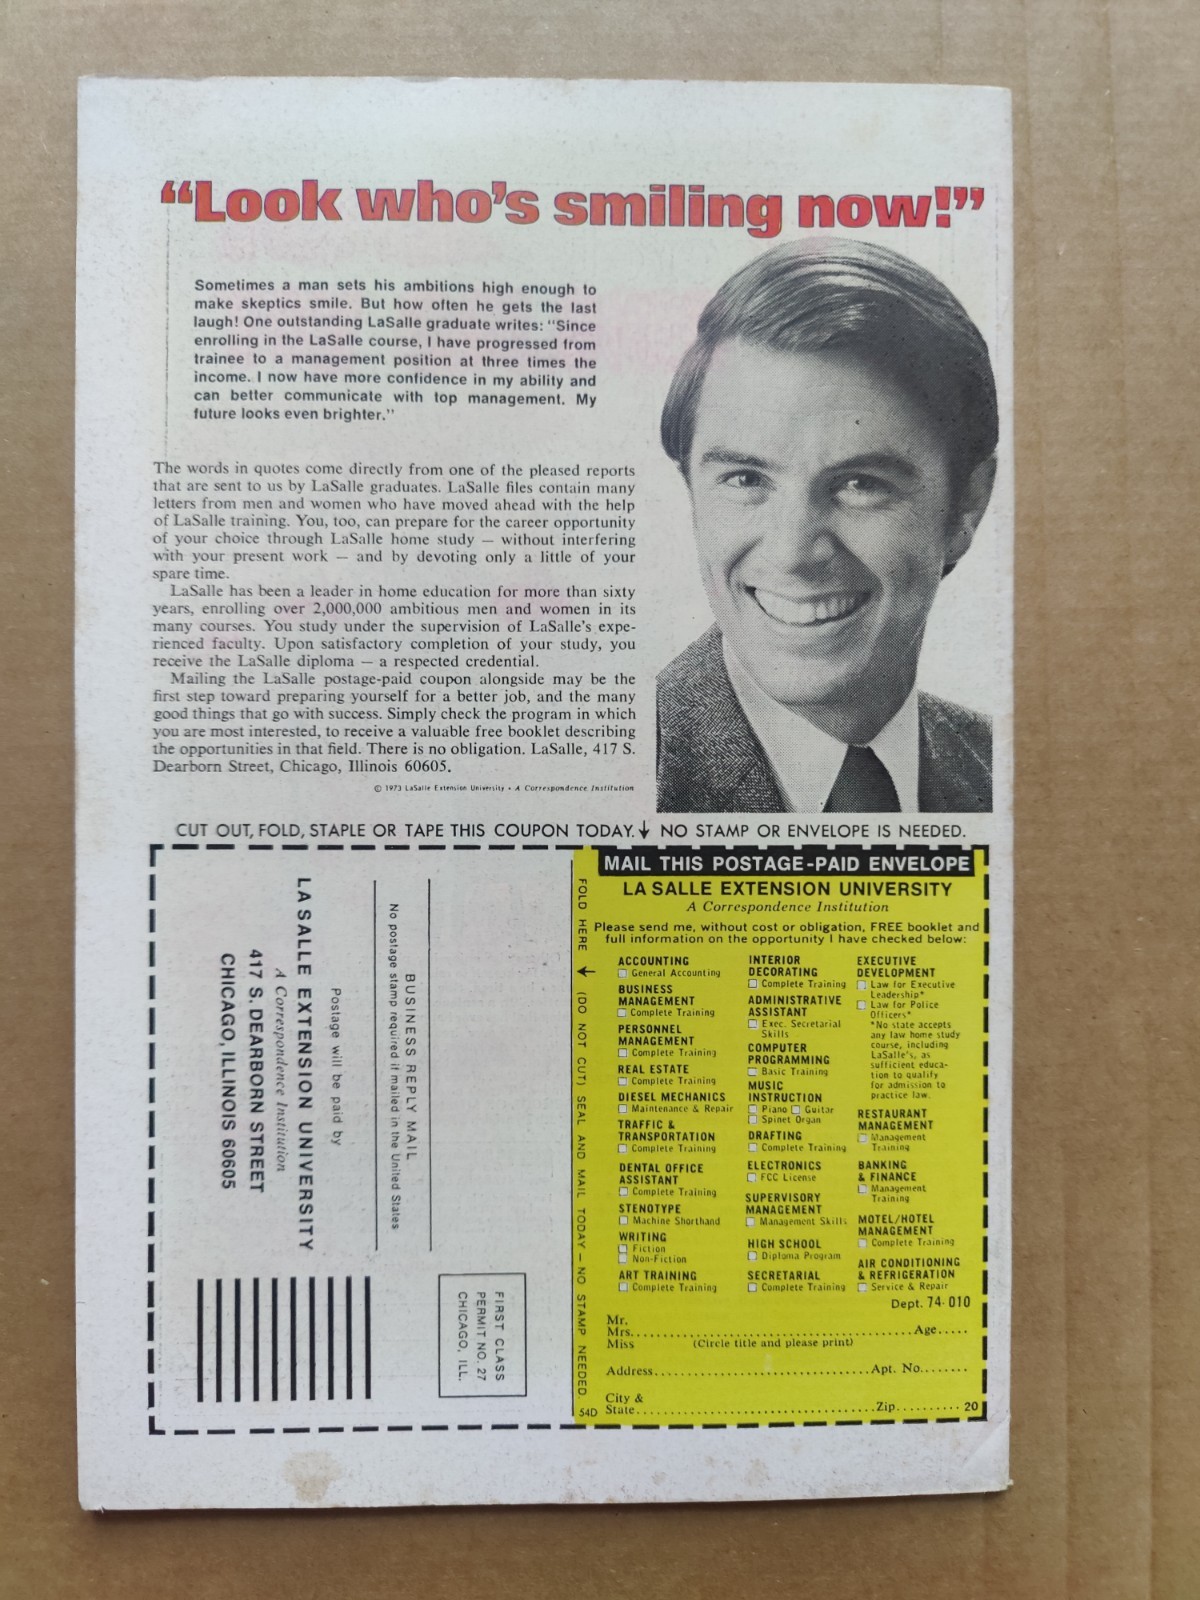 “Look who’s smiling now!”
Sometimes a man sets his ambitions high enough to
make skeptics smile. But how often he gets the last
laugh! One outstanding LaSalle graduate writes: "Since
enrolling in the LaSalle course, I have progressed from
trainee to a management position at three times the
income. I now have more confidence in my ability and
can better communicate with top management. My
future looks even brighter."
The words in quotes come directly from one of the pleased reports
that are sent to us by LaSalle graduates. LaSalle files contain many
letters from men and women who have moved ahead with the help
of LaSalle training. You, too, can prepare for the career opportunity
of your choice through LaSalle home study — without interfering
with your present work — and by devoting only a little of your
spare time.
LaSalle has been a leader in home education for more than sixty
years, enrolling over 2,000,000 ambitious men and women in its
many courses. You study under the supervision of LaSalle's expe-
rienced faculty. Upon satisfactory completion of your study, you
receive the LaSalle diploma — a respected credential.
Mailing the LaSalle postage-paid coupon alongside may be the
first step toward preparing yourself for a better job, and the many
good things that go with success. Simply check the program in which
you are most interested, to receive a valuable free booklet describing
the opportunities in that field. There is no obligation. LaSalle, 417 S.
Dearborn Street, Chicago, Illinois 60605.
© 1973 LaSalle Extension University • A Correspondence Institution
CUT OUT, FOLD, STAPLE OR TAPE THIS COUPON TODAY.↓ NO STAMP OR ENVELOPE IS NEEDED.
FIRST CLASS
PERMIT NO. 27
CHICAGO, ILL.
BUSINESS REPLY MAIL
No postage stamp required if mailed in the United States
Postage will be paid by
LASALLE EXTENSION UNIVERSITY
A Correspondence Institution
417 S. DEARBORN STREET
CHICAGO, ILLINOIS 60605
FOLD HERE ← (DO NOT CUT) SEAL AND MAIL TODAY – NO STAMP NEEDED.
54D
MAIL THIS POSTAGE-PAID ENVELOPE
LA SALLE EXTENSION UNIVERSITY
A Correspondence Institution
Please send me, without cost or obligation, FREE booklet and
full information on the opportunity I have checked below:
ACCOUNTING
☐ General Accounting
BUSINESS
MANAGEMENT
☐ Complete Training
PERSONNEL
MANAGEMENT
☐ Complete Training
REAL ESTATE
☐ Complete Training
DIESEL MECHANICS
☐ Maintenance & Repair
TRAFFIC &
TRANSPORTATION
☐ Complete Training
DENTAL OFFICE
ASSISTANT
☐ Complete Training
STENOTYPE
☐ Machine Shorthand
WRITING
☐ Fiction
☐ Non-Fiction
ART TRAINING
☐ Complete Training
INTERIOR
DECORATING
☐ Complete Training
ADMINISTRATIVE
ASSISTANT
☐ Exec. Secretarial
Skills
COMPUTER
PROGRAMMING
☐ Basic Training
MUSIC
INSTRUCTION
☐ Piano ☐ Guitar
☐ Spinet Organ
DRAFTING
☐ Complete Training
ELECTRONICS
☐ FCC License
SUPERVISORY
MANAGEMENT
☐ Management Skills
HIGH SCHOOL
☐ Diploma Program
SECRETARIAL
☐ Complete Training
EXECUTIVE
DEVELOPMENT
☐ Law for Executive
Leadership*
☐ Law for Police
Officers*
*No state accepts
any law home study
course, including
LaSalle's, as
sufficient educa-
tion to qualify
for admission to
practice law.
RESTAURANT
MANAGEMENT
☐ Management
Training
BANKING
& FINANCE
☐ Management
Training
MOTEL/HOTEL
MANAGEMENT
☐ Complete Training
AIR CONDITIONING
& REFRIGERATION
☐ Service & Repair
Dept. 74-010
Mr.
Mrs. Age
Miss (Circle title and please print)
Address Apt. No.
City &
State Zip 20